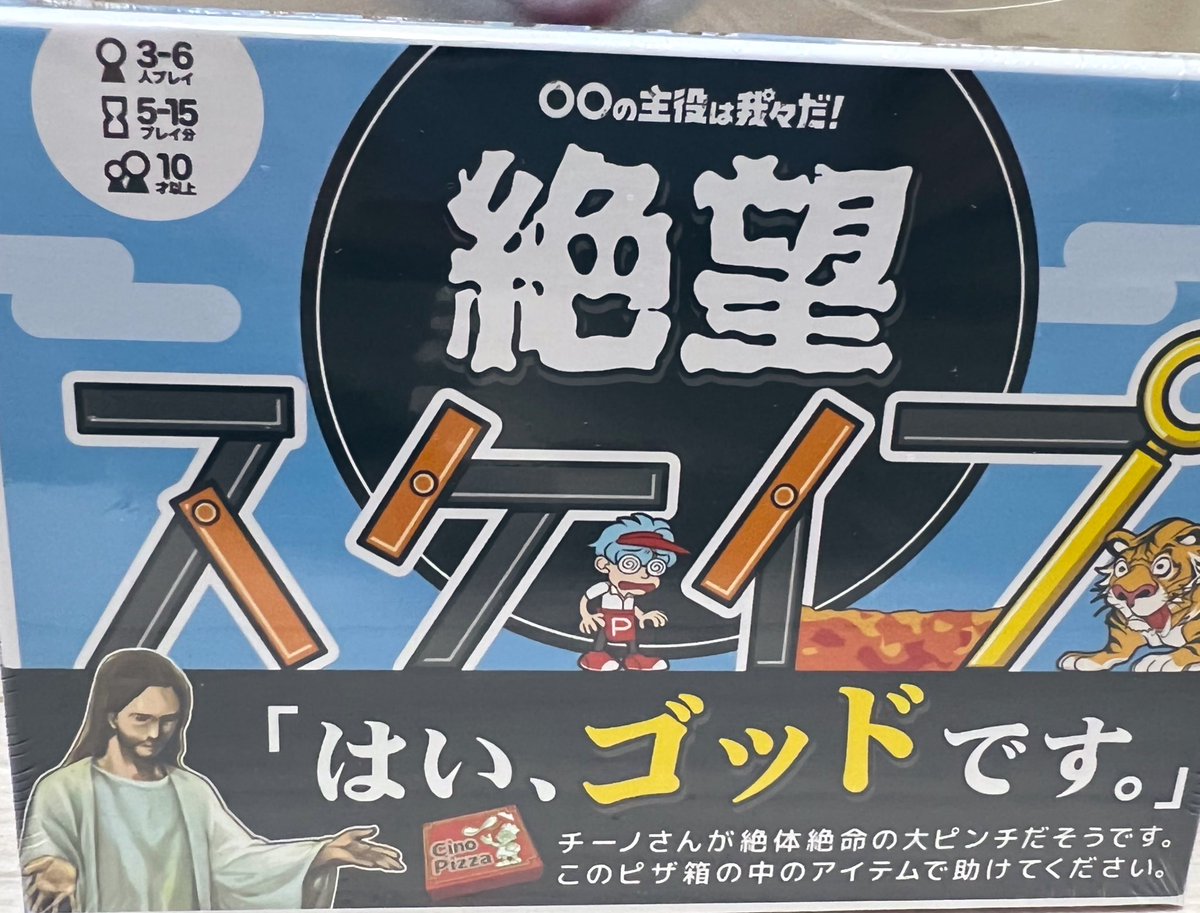 3-6
人プレイ
5-15
プレイ分
10
才以上
〇〇の主役は我々だ!
絶望
スケイプ
P
「はい、ゴッドです。」
Cino
Pizza
チーノさんが絶体絶命の大ピンチだそうです。
このピザ箱の中のアイテムで助けてください。